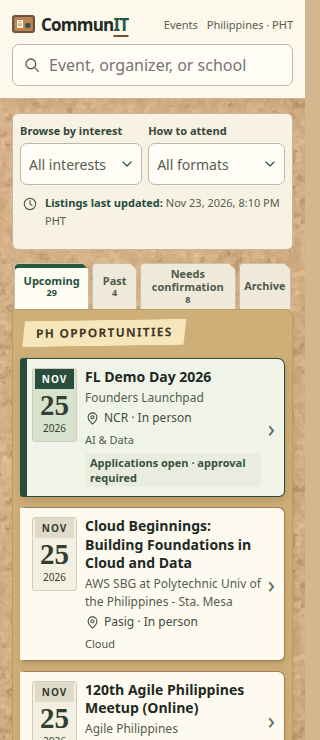 CommunIT
Events Philippines · PHT
Event, organizer, or school
Browse by interest
How to attend
All interests
All formats
Listings last updated: Nov 23, 2026, 8:10 PM
PHT
Upcoming
29
Past
4
Needs
confirmation
8
Archive
PH OPPORTUNITIES
NOV
25
2026
FL Demo Day 2026
Founders Launchpad
NCR · In person
AI & Data
Applications open · approval
required
NOV
25
2026
Cloud Beginnings:
Building Foundations in
Cloud and Data
AWS SBG at Polytechnic Univ of
the Philippines - Sta. Mesa
Pasig · In person
Cloud
NOV
25
2026
120th Agile Philippines
Meetup (Online)
Agile Philippines